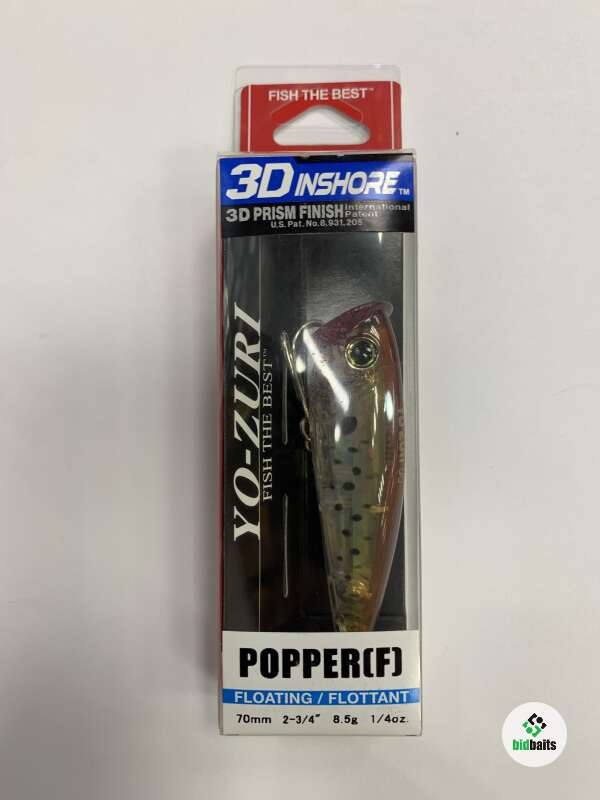 FISH THE BEST™
3D INSHORE™
3D PRISM FINISH International Patent
U.S. Pat. No.8,931,205
YO-ZURI
FISH THE BEST™
POPPER(F)
FLOATING / FLOTTANT
70mm 2-3/4" 8.5g 1/4oz.
bidbaits